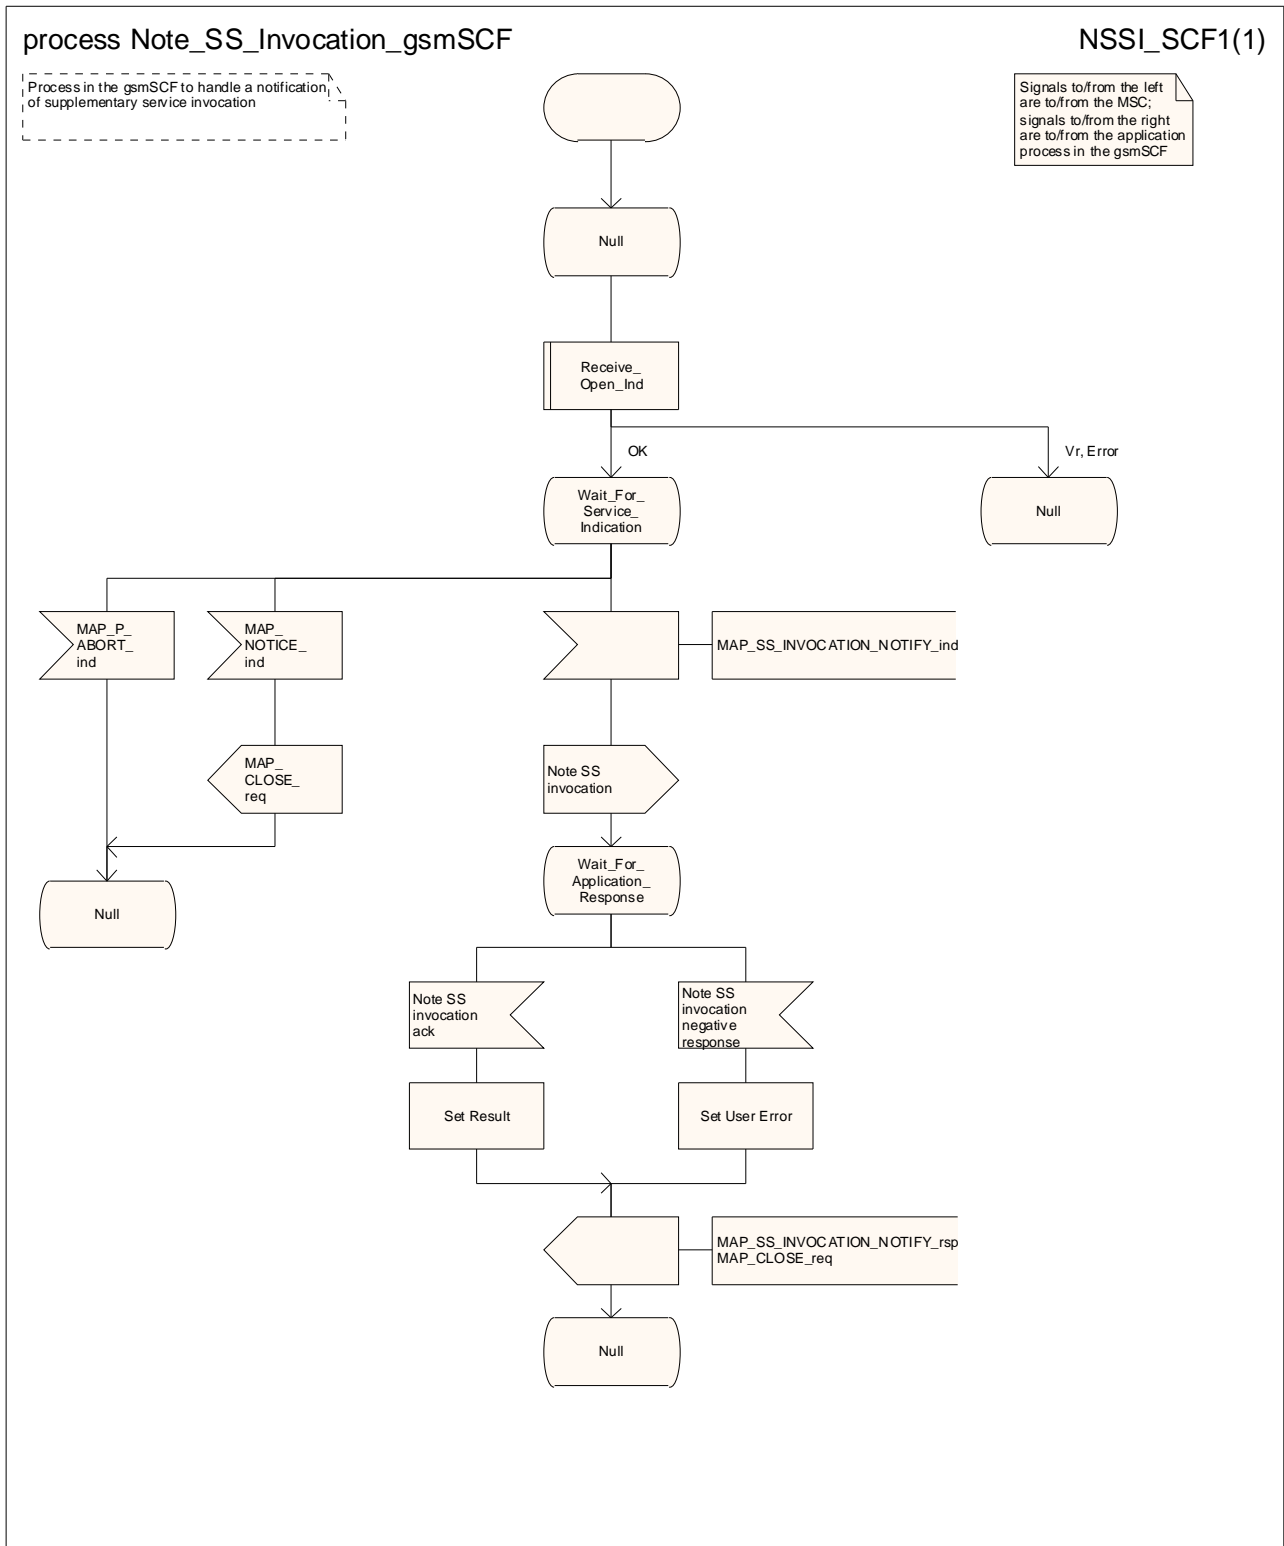 process Note_SS_Invocation_gsmSCF
NSSI_SCF1(1)
Process in the gsmSCF to handle a notification
of supplementary service invocation
Signals to/from the left
are to/from the MSC;
signals to/from the right
are to/from the application
process in the gsmSCF
Null
Receive_
Open_Ind
OK
Vr, Error
Wait_For_
Service_
Indication
Null
MAP_P_
ABORT_
ind
MAP_
NOTICE_
ind
MAP_SS_INVOCATION_NOTIFY_ind
MAP_
CLOSE_
req
Note SS
invocation
Wait_For_
Application_
Response
Null
Note SS
invocation
ack
Note SS
invocation
negative
response
Set Result
Set User Error
MAP_SS_INVOCATION_NOTIFY_rsp
MAP_CLOSE_req
Null